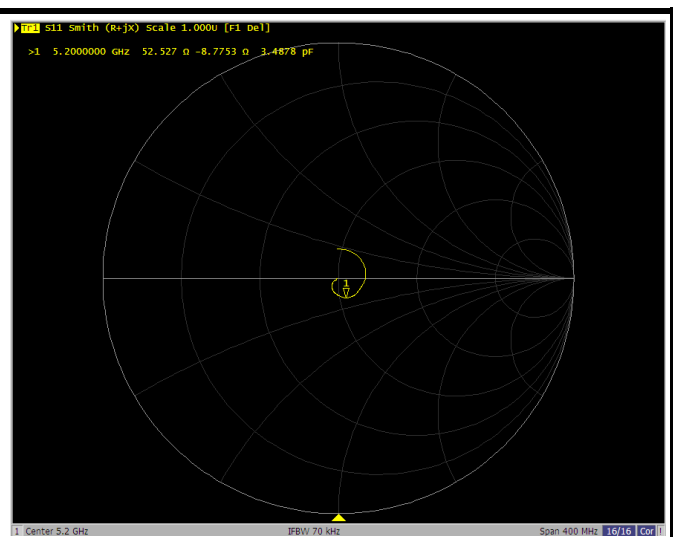 Tr1 S11 Smith (R+jX) Scale 1.000U [F1 Del]
>1 5.2000000 GHz 52.527 Ω -8.7753 Ω 3.4878 pF
1
1 Center 5.2 GHz IFBW 70 kHz Span 400 MHz 16/16 Cor !